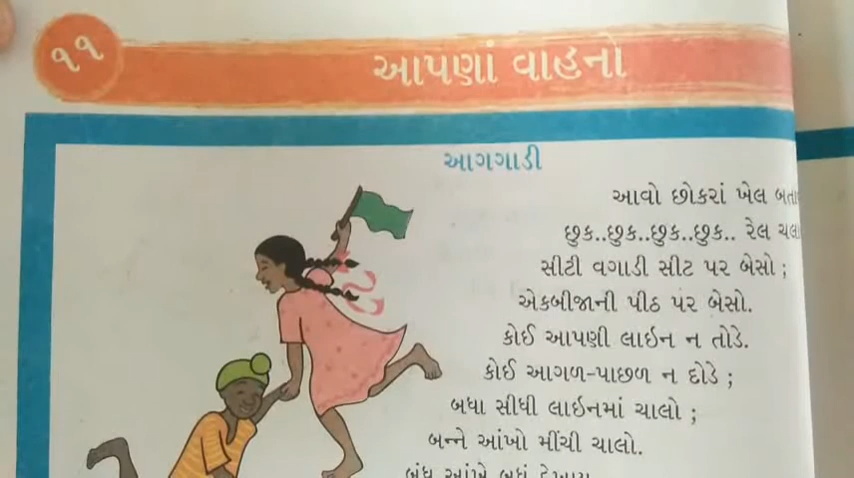 ૧૧
આપણાં વાહનો
આગગાડી
આવો છોકરાં ખેલ
છુક..છુક..છુક..છુક.. રેલ
સીટી વગાડી સીટ પર બેસો ;
એકબીજાની પીઠ પર બેસો.
કોઈ આપણી લાઇન ન તોડે.
કોઈ આગળ-પાછળ ન દોડે ;
બધા સીધી લાઇનમાં ચાલો ;
બન્ને આંખો મીંચી ચાલો.